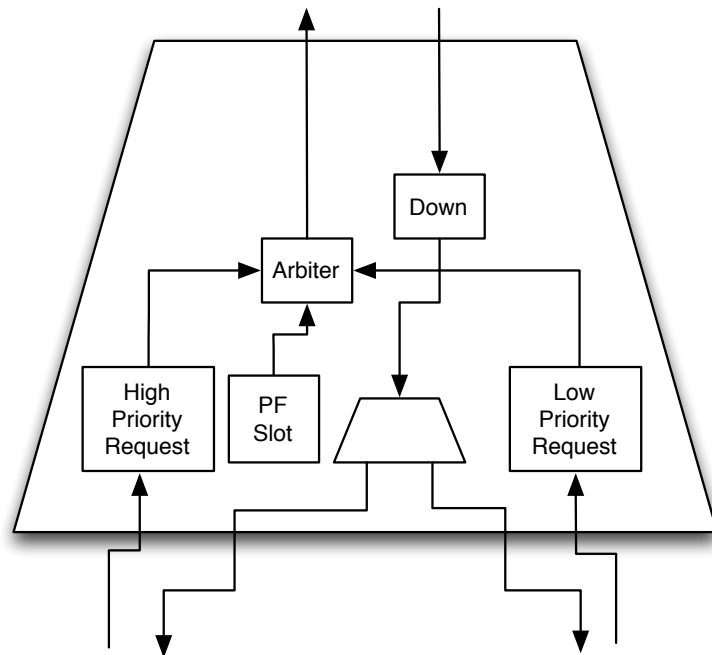 Down
Arbiter
High
Priority
Request
PF
Slot
Low
Priority
Request